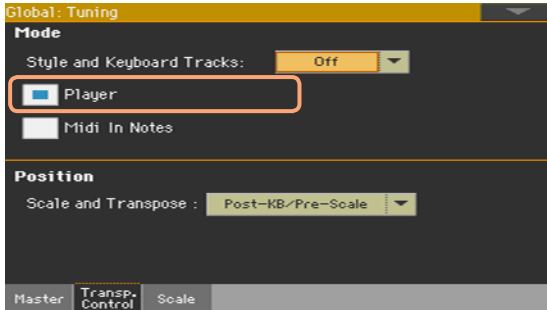 Global: Tuning
Mode
Style and Keyboard Tracks: Off
Player
Midi In Notes
Position
Scale and Transpose : Post-KB/Pre-Scale
Master Transp. Control Scale